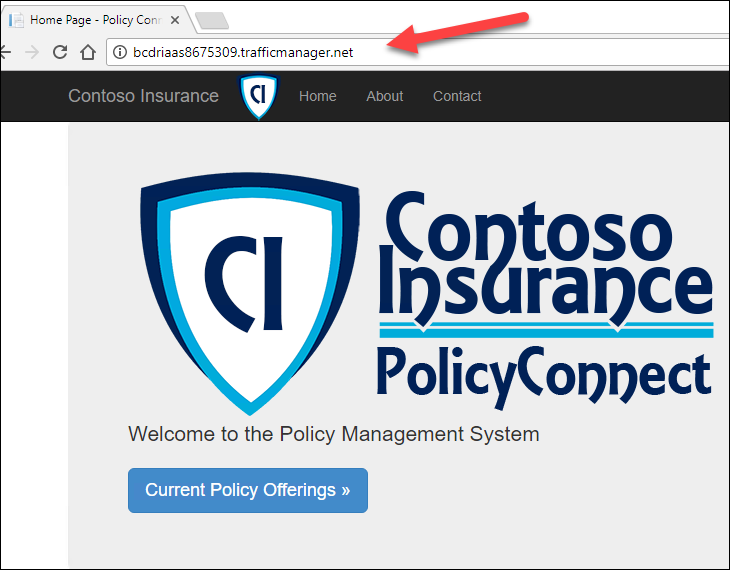 Home Page - Policy Conn
bcdriaas8675309.trafficmanager.net
Contoso Insurance CI Home About Contact
CI
Contoso
Insurance
PolicyConnect
Welcome to the Policy Management System
Current Policy Offerings »